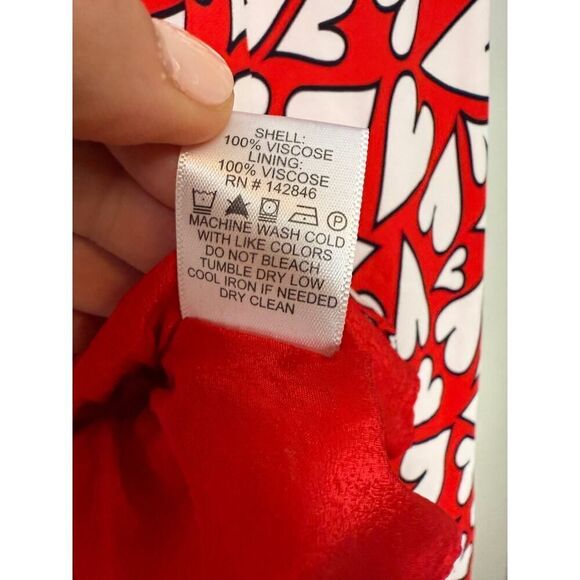 SHELL:
100% VISCOSE
LINING:
100% VISCOSE
RN # 142846
MACHINE WASH COLD
WITH LIKE COLORS
DO NOT BLEACH
TUMBLE DRY LOW
COOL IRON IF NEEDED
DRY CLEAN